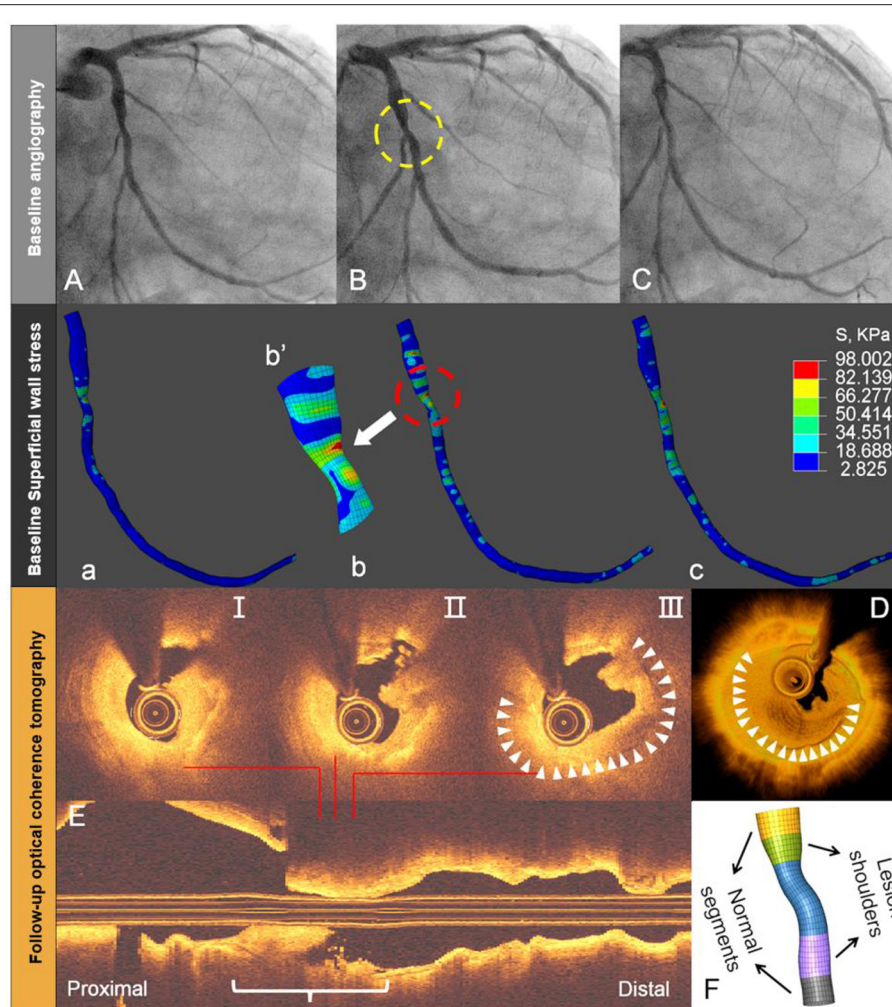 Baseline angiography
A
B
C
Baseline Superficial wall stress
b'
a
b
c
S, KPa
98.002
82.139
66.277
50.414
34.551
18.688
2.825
Follow-up optical coherence tomography
I
II
III
D
E
Proximal
Distal
Normal
segments
Lesion
shoulders
F